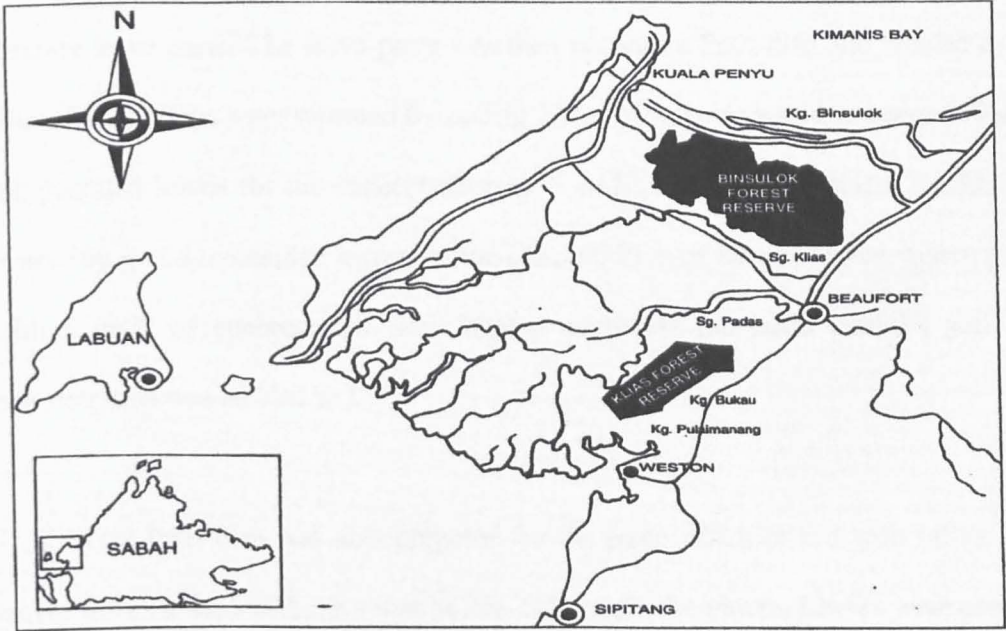 N
KIMANIS BAY
KUALA PENYU
Kg. Binsulok
BINSULOK
FOREST
RESERVE
Sg. Klias
BEAUFORT
Sg. Padas
LABUAN
KLIAS FOREST
RESERVE
Kg. Bukau
Kg. Pulaimanang
WESTON
SABAH
SIPITANG